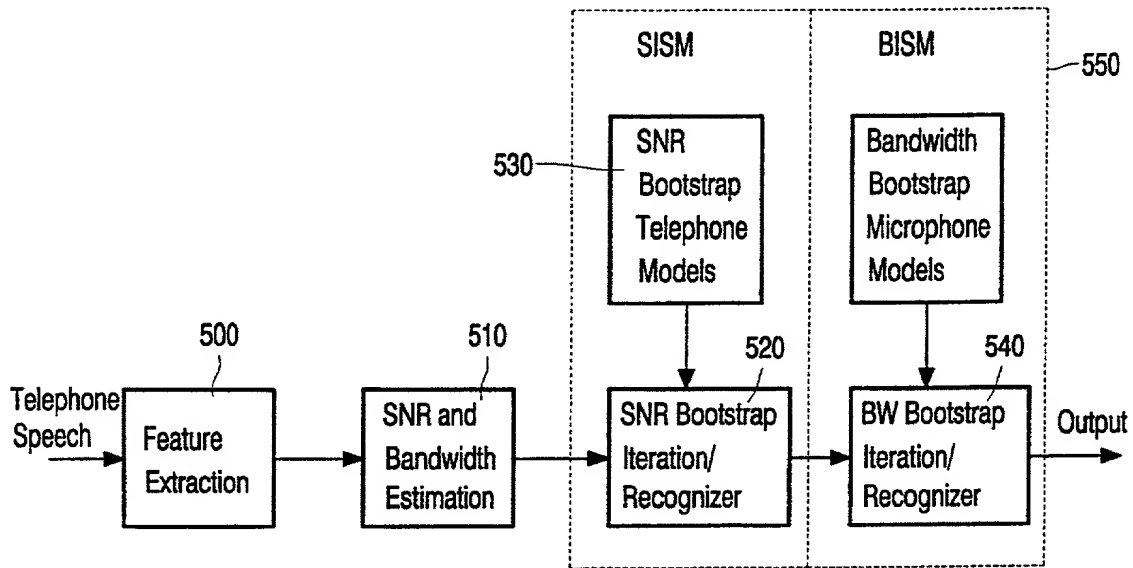 SISM
BISM
550
530
SNR
Bootstrap
Telephone
Models
Bandwidth
Bootstrap
Microphone
Models
500
510
520
540
Telephone
Speech
Feature
Extraction
SNR and
Bandwidth
Estimation
SNR Bootstrap
Iteration/
Recognizer
BW Bootstrap
Iteration/
Recognizer
Output